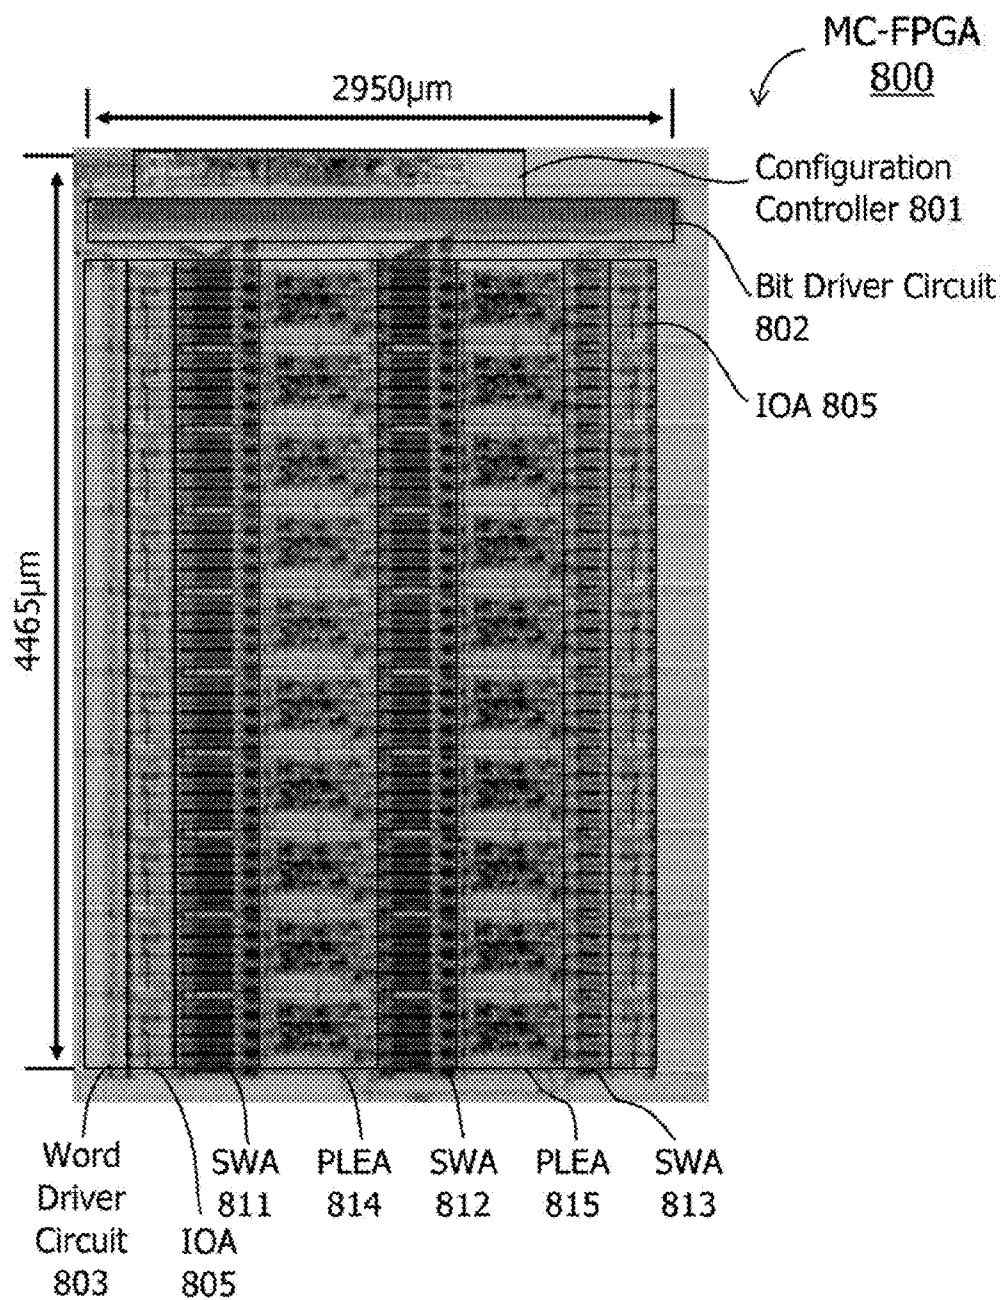 MC-FPGA
800
2950µm
Configuration
Controller 801
Bit Driver Circuit
802
IOA 805
4465µm
Word
Driver
Circuit
803
IOA
805
SWA
811
PLEA
814
SWA
812
PLEA
815
SWA
813